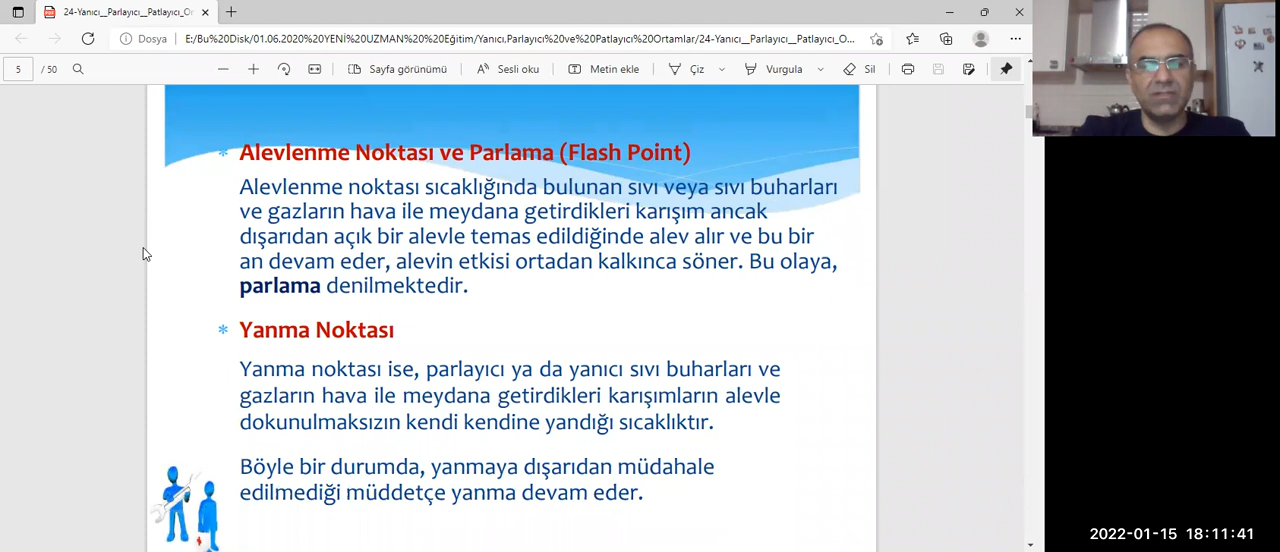 24-Yanıcı__Parlayıcı__Patlayıcı_Or
Dosya
E:/Bu%20Disk/01.06.2020%20YENİ%20UZMAN%20%20Eğitim/Yanıcı,Parlayıcı%20ve%20Patlayıcı%20Ortamlar/24-Yanıcı__Parlayıcı__Patlayıcı_O...
5 / 50
Sayfa görünümü
Sesli oku
Metin ekle
Çiz
Vurgula
Sil
* Alevlenme Noktası ve Parlama (Flash Point)
Alevlenme noktası sıcaklığında bulunan sıvı veya sıvı buharları
ve gazların hava ile meydana getirdikleri karışım ancak
dışarıdan açık bir alevle temas edildiğinde alev alır ve bu bir
an devam eder, alevin etkisi ortadan kalkınca söner. Bu olaya,
parlama denilmektedir.
* Yanma Noktası
Yanma noktası ise, parlayıcı ya da yanıcı sıvı buharları ve
gazların hava ile meydana getirdikleri karışımların alevle
dokunulmaksızın kendi kendine yandığı sıcaklıktır.
Böyle bir durumda, yanmaya dışarıdan müdahale
edilmediği müddetçe yanma devam eder.
2022-01-15 18:11:41